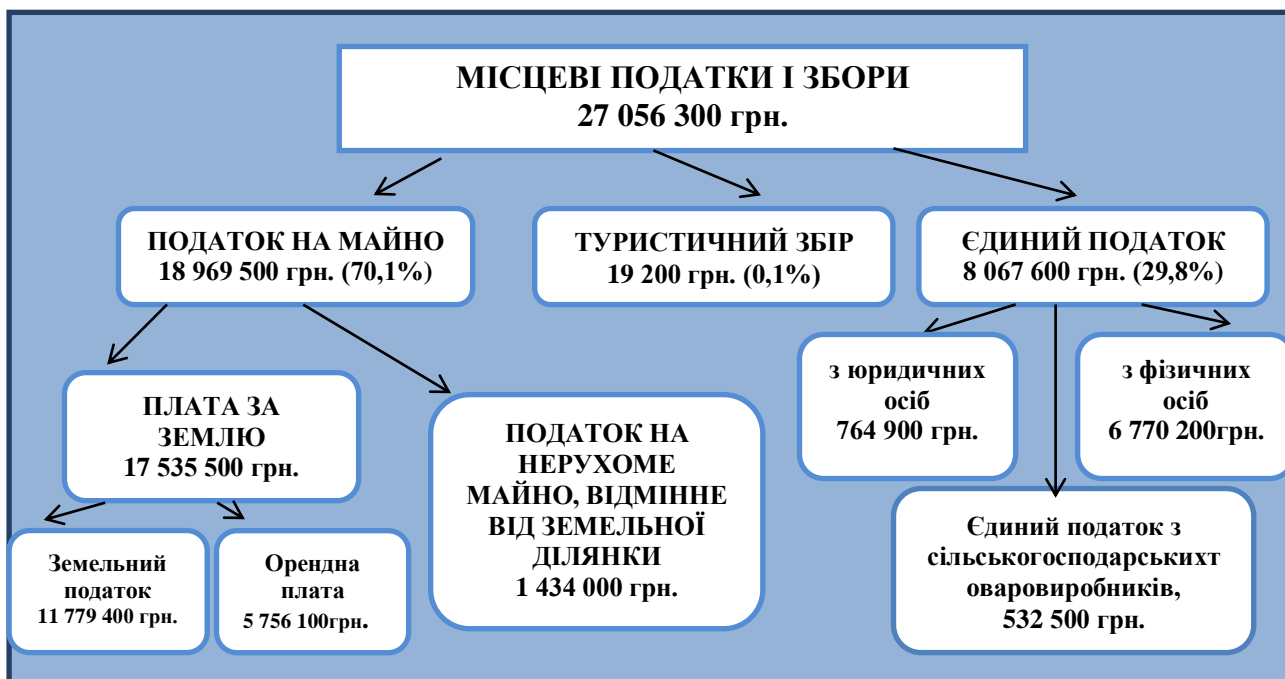 МІСЦЕВІ ПОДАТКИ І ЗБОРИ
27 056 300 грн.
ПОДАТОК НА МАЙНО
18 969 500 грн. (70,1%)
ТУРИСТИЧНИЙ ЗБІР
19 200 грн. (0,1%)
ЄДИНИЙ ПОДАТОК
8 067 600 грн. (29,8%)
ПЛАТА ЗА
ЗЕМЛЮ
17 535 500 грн.
ПОДАТОК НА
НЕРУХОМЕ
МАЙНО, ВІДМІННЕ
ВІД ЗЕМЕЛЬНОЇ
ДІЛЯНКИ
1 434 000 грн.
з юридичних
осіб
764 900 грн.
з фізичних
осіб
6 770 200грн.
Земельний
податок
11 779 400 грн.
Орендна
плата
5 756 100грн.
Єдиний податок з
сільськогосподарськихт
оваровиробників,
532 500 грн.